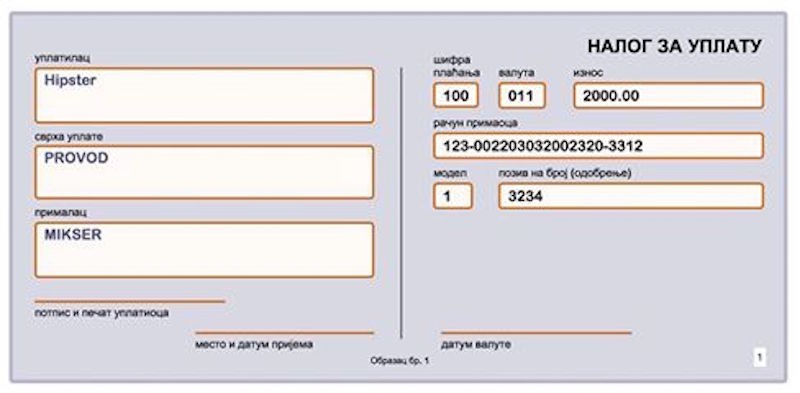 НАЛОГ ЗА УПЛАТУ
уплатилац
Hipster
сврха уплате
PROVOD
прималац
MIKSER
потпис и печат уплатиоца
место и датум пријема
шифра
плаћања валута износ
100 011 2000.00
рачун примаоца
123-002203032002320-3312
модел позив на број (одобрење)
1 3234
датум валуте
Образац бр. 1
1